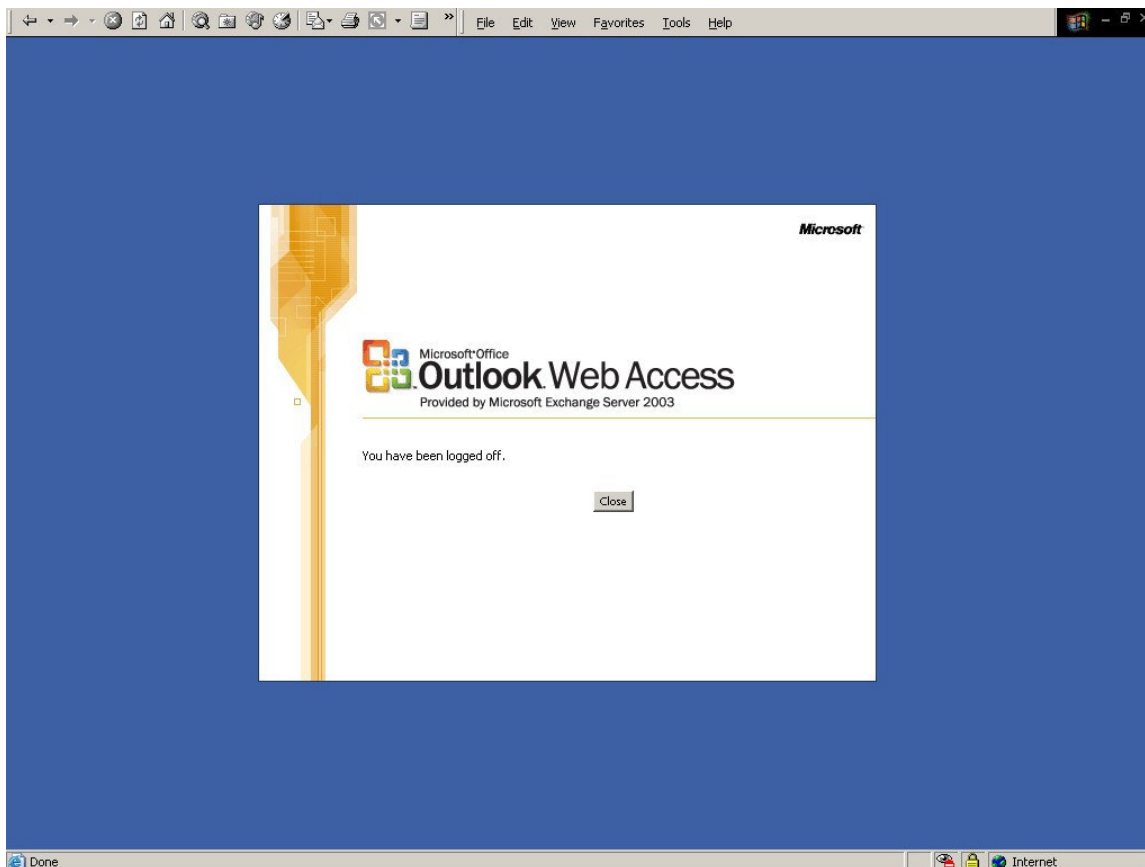 » File Edit View Favorites Tools Help
Microsoft
Microsoft Office
Outlook Web Access
Provided by Microsoft Exchange Server 2003
You have been logged off.
Close
Done Internet